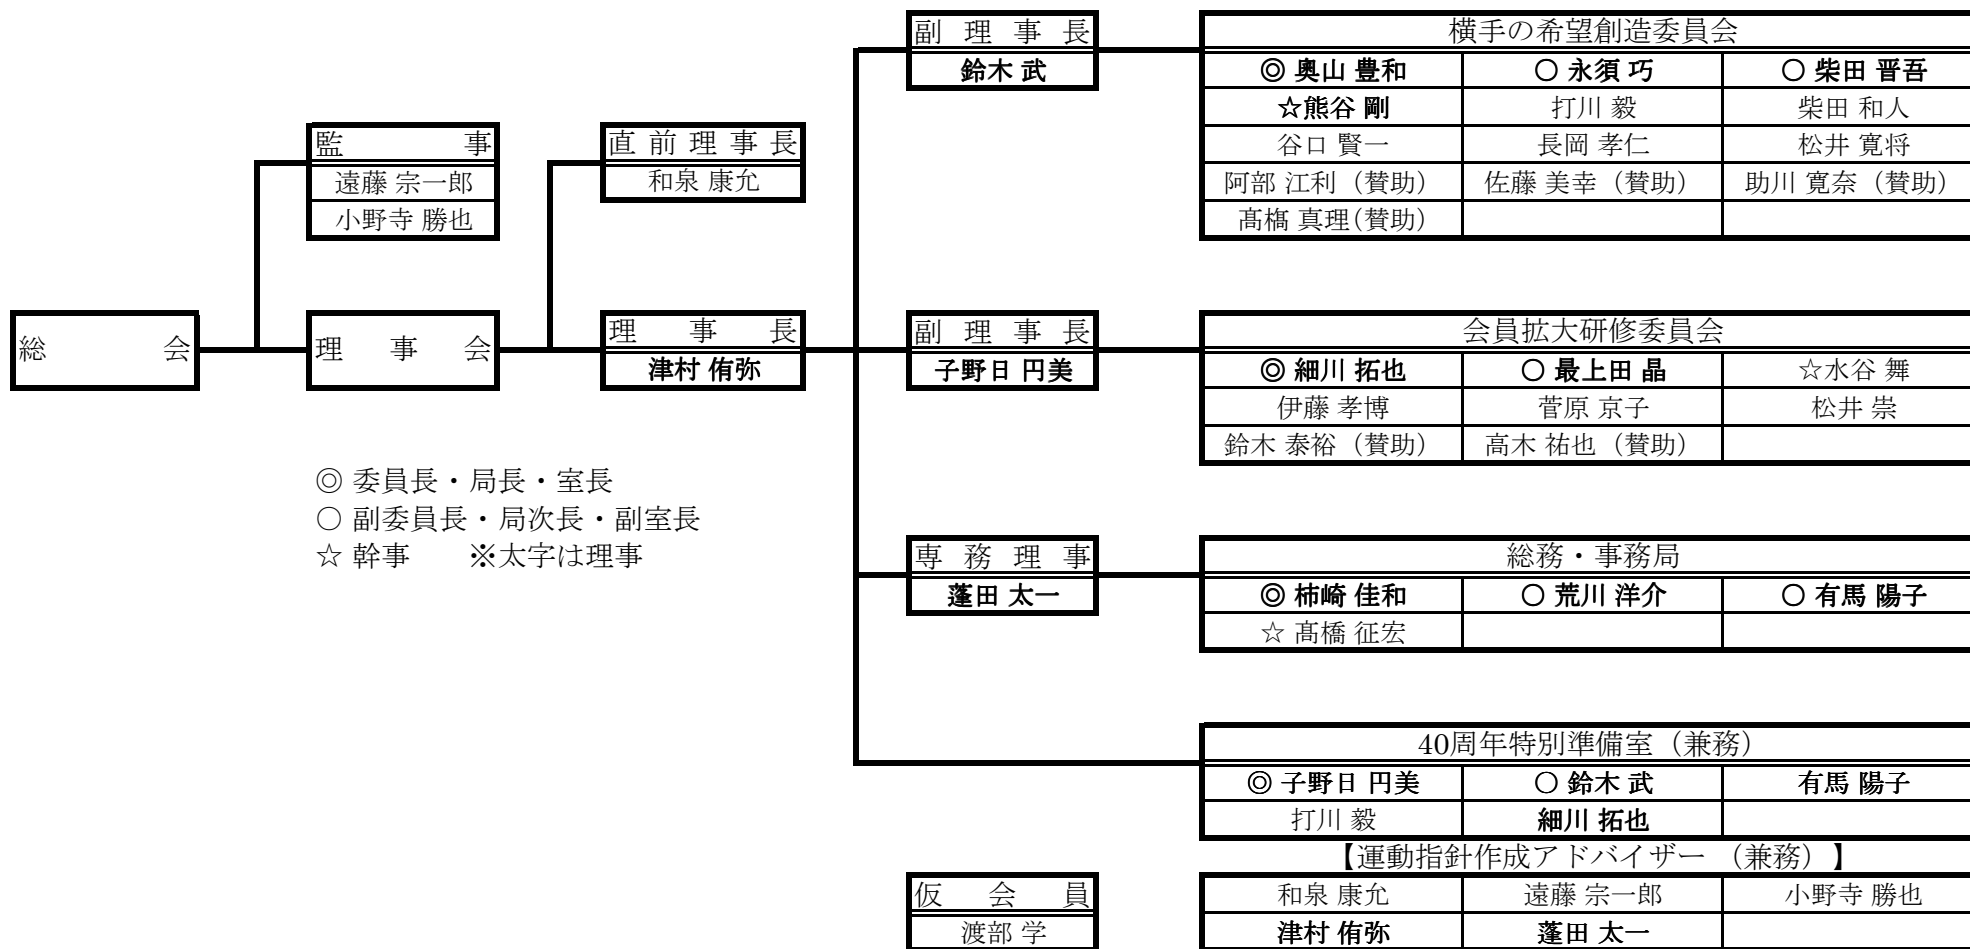 総会
監事
遠藤 宗一郎
小野寺 勝也
理事会
直前理事長
和泉 康允
理事長
津村 侑弥
◎ 委員長・局長・室長
○ 副委員長・局次長・副室長
☆ 幹事 ※太字は理事
副理事長
鈴木 武
横手の希望創造委員会
◎ 奥山 豊和 ○ 永須 巧 ○ 柴田 晋吾
☆熊谷 剛 打川 毅 柴田 和人
谷口 賢一 長岡 孝仁 松井 寛将
阿部 江利（賛助） 佐藤 美幸（賛助） 助川 寛奈（賛助）
髙槗 真理(賛助)
副理事長
子野日 円美
会員拡大研修委員会
◎ 細川 拓也 ○ 最上田 晶 ☆水谷 舞
伊藤 孝博 菅原 京子 松井 崇
鈴木 泰裕（賛助） 高木 祐也（賛助）
専務理事
蓬田 太一
総務・事務局
◎ 柿崎 佳和 ○ 荒川 洋介 ○ 有馬 陽子
☆ 髙橋 征宏
40周年特別準備室（兼務）
◎ 子野日 円美 ○ 鈴木 武 有馬 陽子
打川 毅 細川 拓也
【運動指針作成アドバイザー （兼務）】
和泉 康允 遠藤 宗一郎 小野寺 勝也
津村 侑弥 蓬田 太一
仮会員
渡部 学